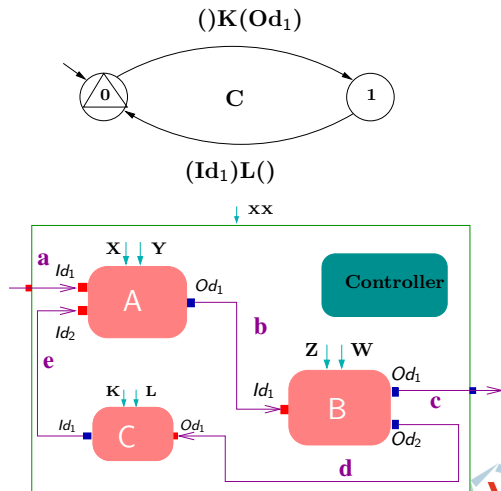 ()K(Od₁)
0
C
1
(Id₁)L()
XX
a
X Y
Id₁
A
Od₁
Controller
Id₂
b
e
Z W
Od₁
K L
Id₁
B
c
Id₁
C
Od₁
Od₂
d